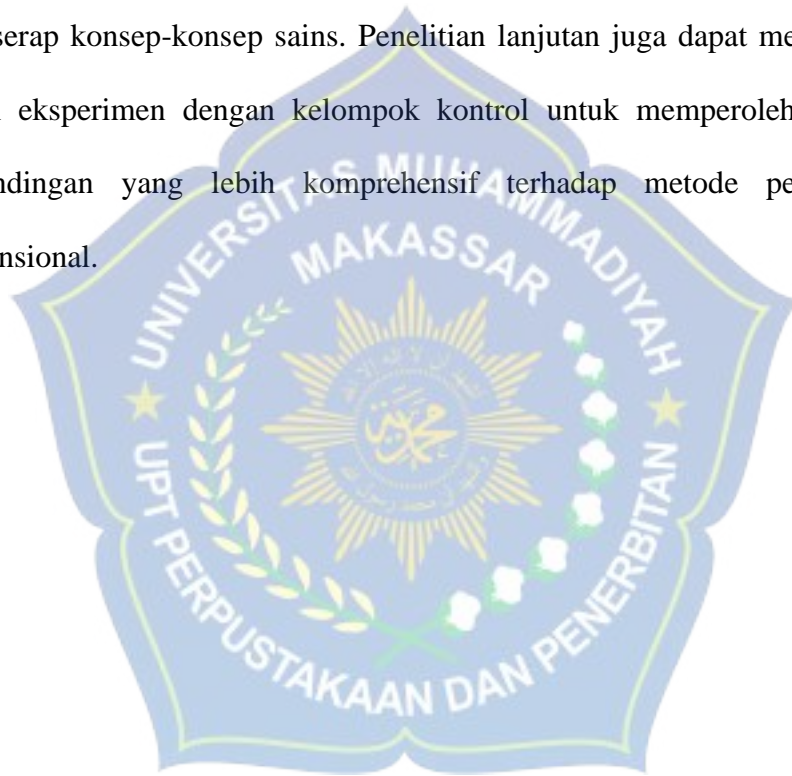 serap konsep-konsep sains. Penelitian lanjutan juga dapat me
eksperimen dengan kelompok kontrol untuk memperoleh
ndingan yang lebih komprehensif terhadap metode pe
nsional.
UNIVERSITAS MUHAMMADIYAH
MAKASSAR
UPT PERPUSTAKAAN DAN PENERBITAN